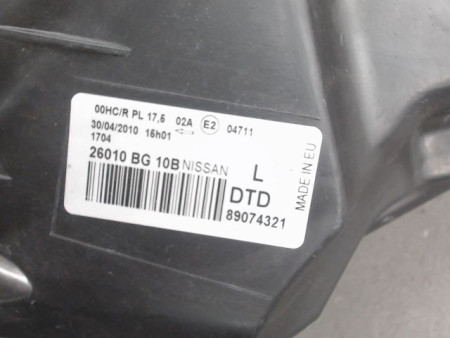 00HC/R PL 17,5 02A E2 04711
30/04/2010 15h01
1704
26010 BG 10B NISSAN L
DTD
89074321
MADE IN EU